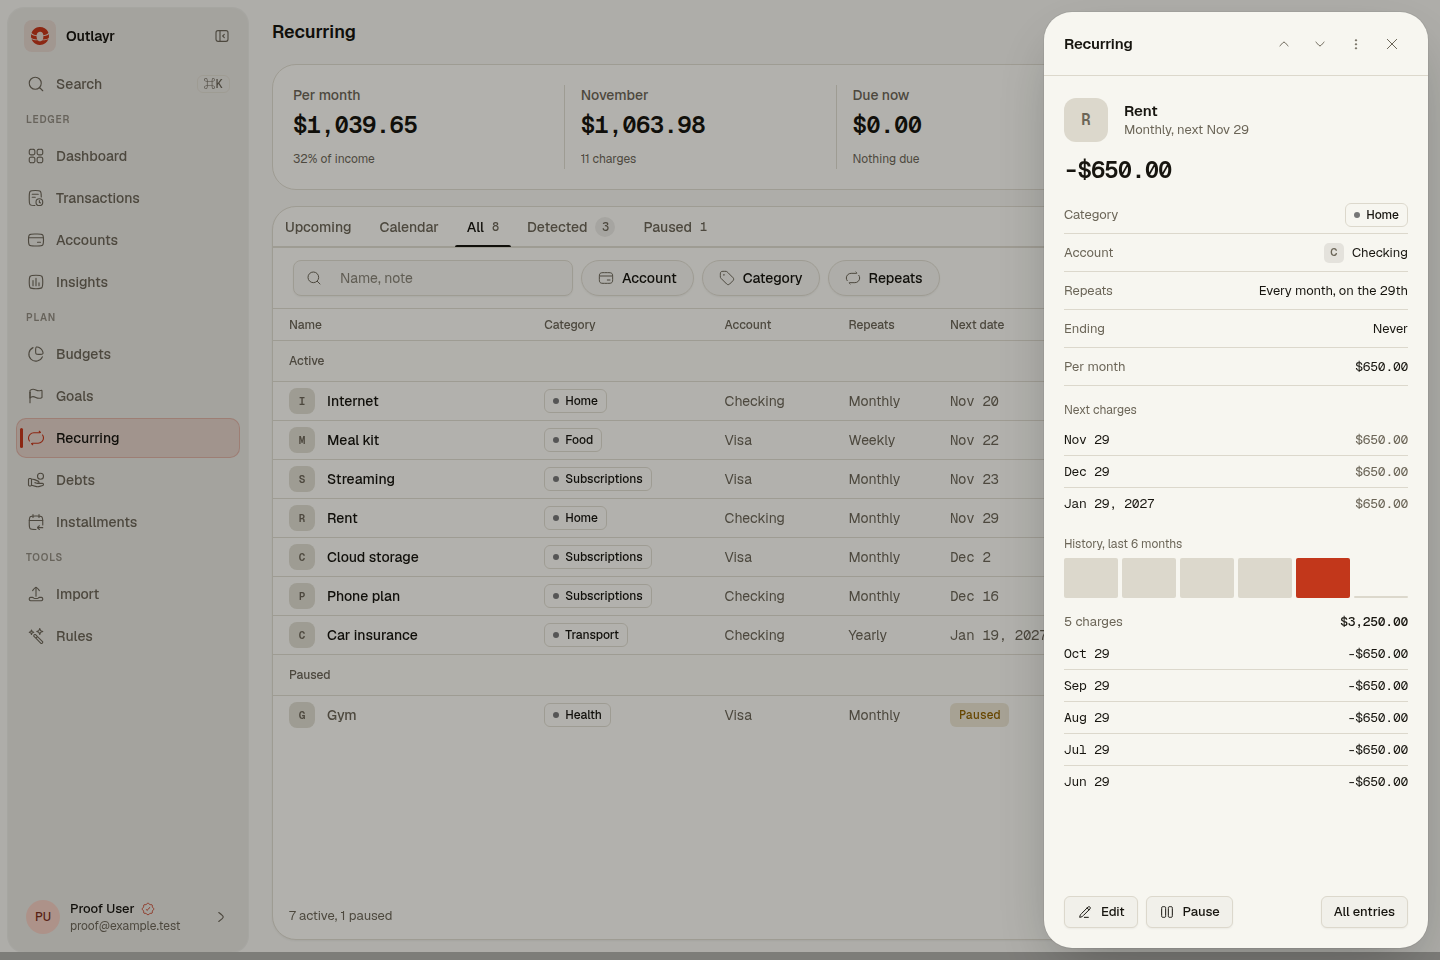 Outlayr
Search ⌘K
LEDGER
Dashboard
Transactions
Accounts
Insights
PLAN
Budgets
Goals
Recurring
Debts
Installments
TOOLS
Import
Rules
PU
Proof User
proof@example.test
Recurring
Per month
$1,039.65
32% of income
November
$1,063.98
11 charges
Due now
$0.00
Nothing due
Upcoming Calendar All 8 Detected 3 Paused 1
Name, note Account Category Repeats
Name Category Account Repeats Next date
Active
I Internet Home Checking Monthly Nov 20
M Meal kit Food Visa Weekly Nov 22
S Streaming Subscriptions Visa Monthly Nov 23
R Rent Home Checking Monthly Nov 29
C Cloud storage Subscriptions Visa Monthly Dec 2
P Phone plan Subscriptions Checking Monthly Dec 16
C Car insurance Transport Checking Yearly Jan 19, 2027
Paused
G Gym Health Visa Monthly Paused
7 active, 1 paused
Recurring
R
Rent
Monthly, next Nov 29
-$650.00
Category Home
Account C Checking
Repeats Every month, on the 29th
Ending Never
Per month $650.00
Next charges
Nov 29 $650.00
Dec 29 $650.00
Jan 29, 2027 $650.00
History, last 6 months
5 charges $3,250.00
Oct 29 -$650.00
Sep 29 -$650.00
Aug 29 -$650.00
Jul 29 -$650.00
Jun 29 -$650.00
Edit Pause All entries